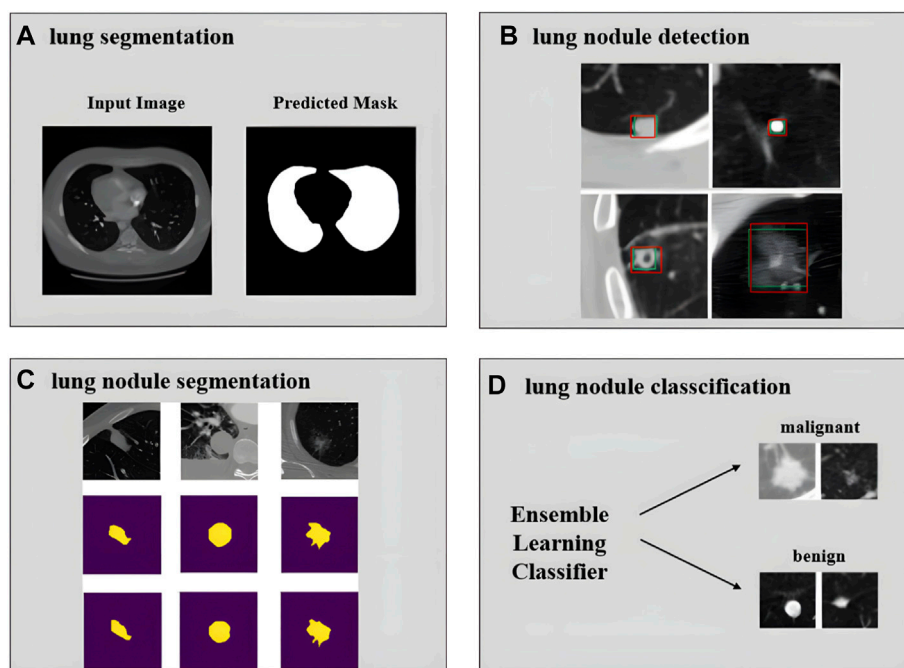 A lung segmentation
Input Image
Predicted Mask
B lung nodule detection
C lung nodule segmentation
D lung nodule classcification
malignant
Ensemble
Learning
Classifier
benign